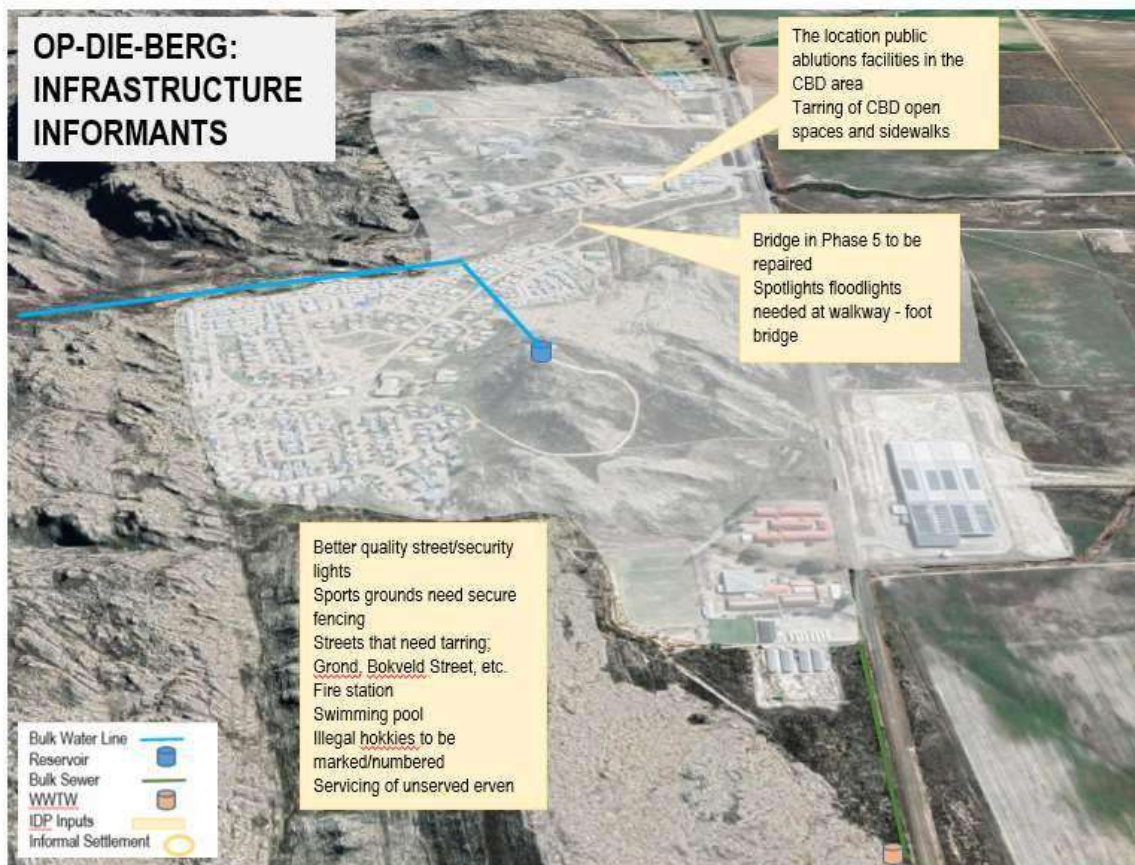 OP-DIE-BERG:
INFRASTRUCTURE
INFORMANTS
The location public
ablutions facilities in the
CBD area
Tarring of CBD open
spaces and sidewalks
Bridge in Phase 5 to be
repaired
Spotlights floodlights
needed at walkway - foot
bridge
Better quality street/security
lights
Sports grounds need secure
fencing
Streets that need tarring;
Grond, Bokveld Street, etc.
Fire station
Swimming pool
Illegal hokkies to be
marked/numbered
Servicing of unserved erven
Bulk Water Line
Reservoir
Bulk Sewer
WWTW
IDP Inputs
Informal Settlement